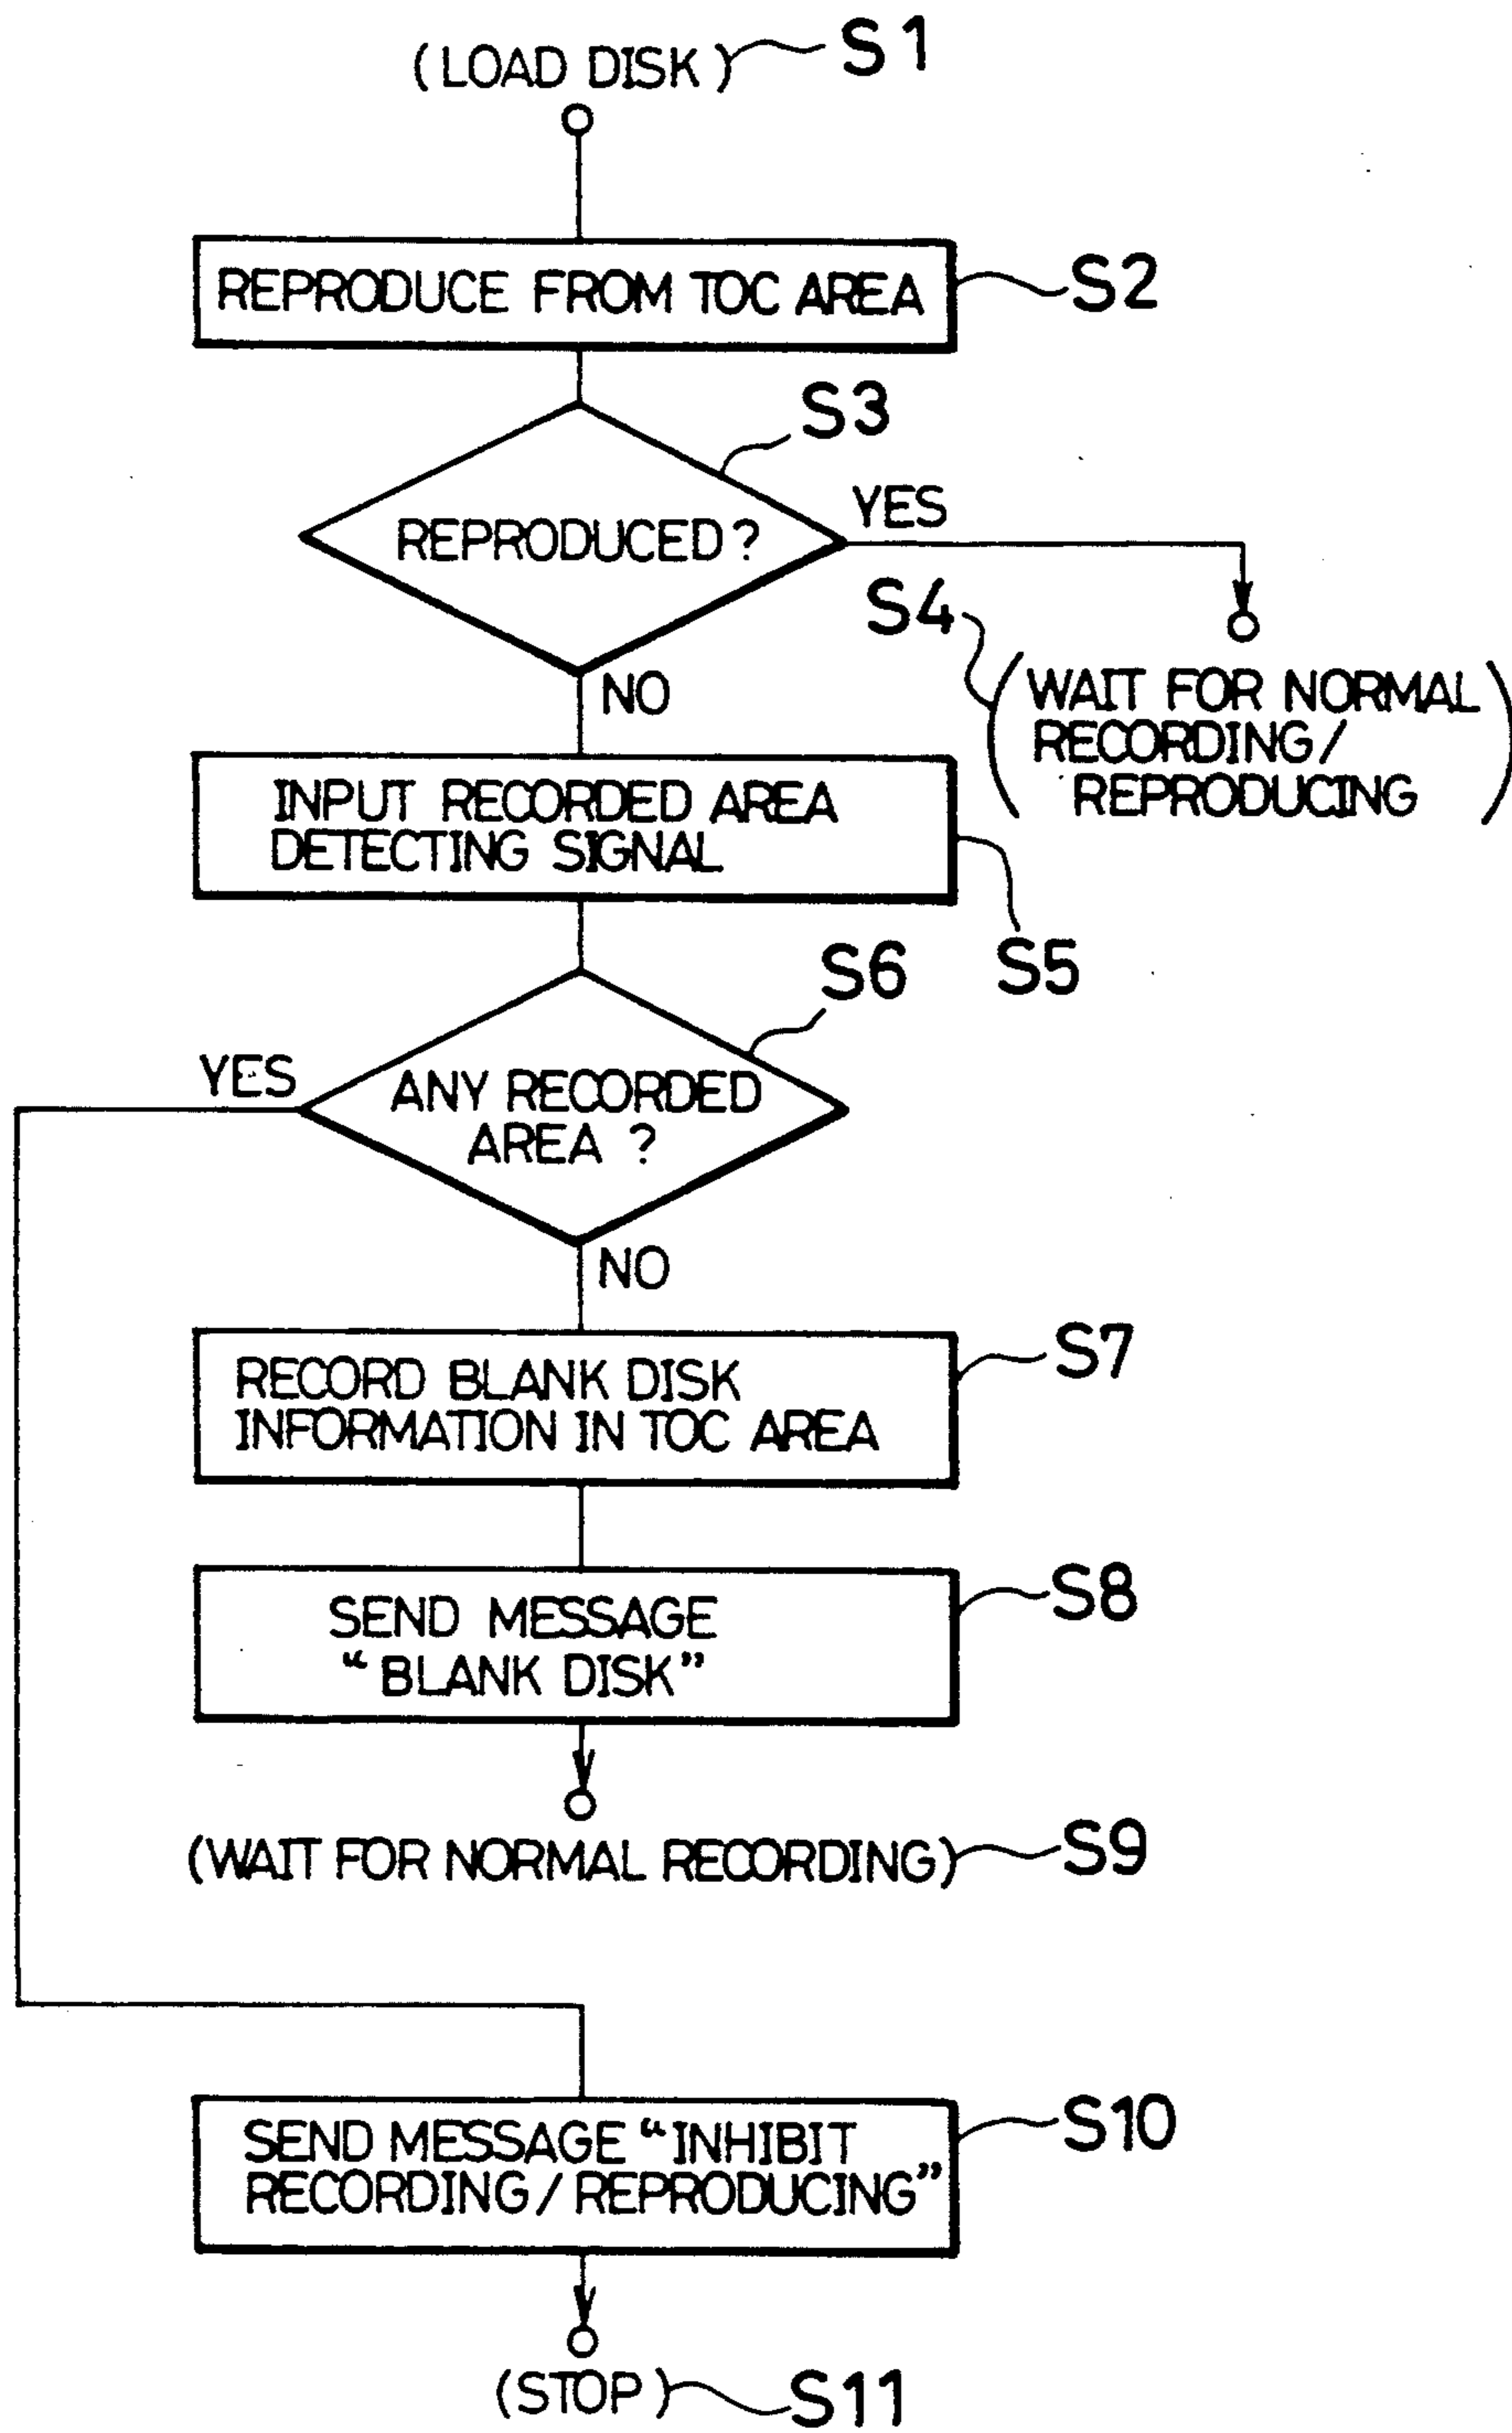 (LOAD DISK) S1
REPRODUCE FROM TOC AREA S2
S3
REPRODUCED? YES
S4
NO
(WAIT FOR NORMAL
RECORDING/
REPRODUCING)
INPUT RECORDED AREA
DETECTING SIGNAL
S5
S6
YES
ANY RECORDED
AREA ?
NO
RECORD BLANK DISK
INFORMATION IN TOC AREA
S7
SEND MESSAGE
“BLANK DISK”
S8
(WAIT FOR NORMAL RECORDING) S9
SEND MESSAGE “INHIBIT
RECORDING/REPRODUCING”
S10
(STOP) S11